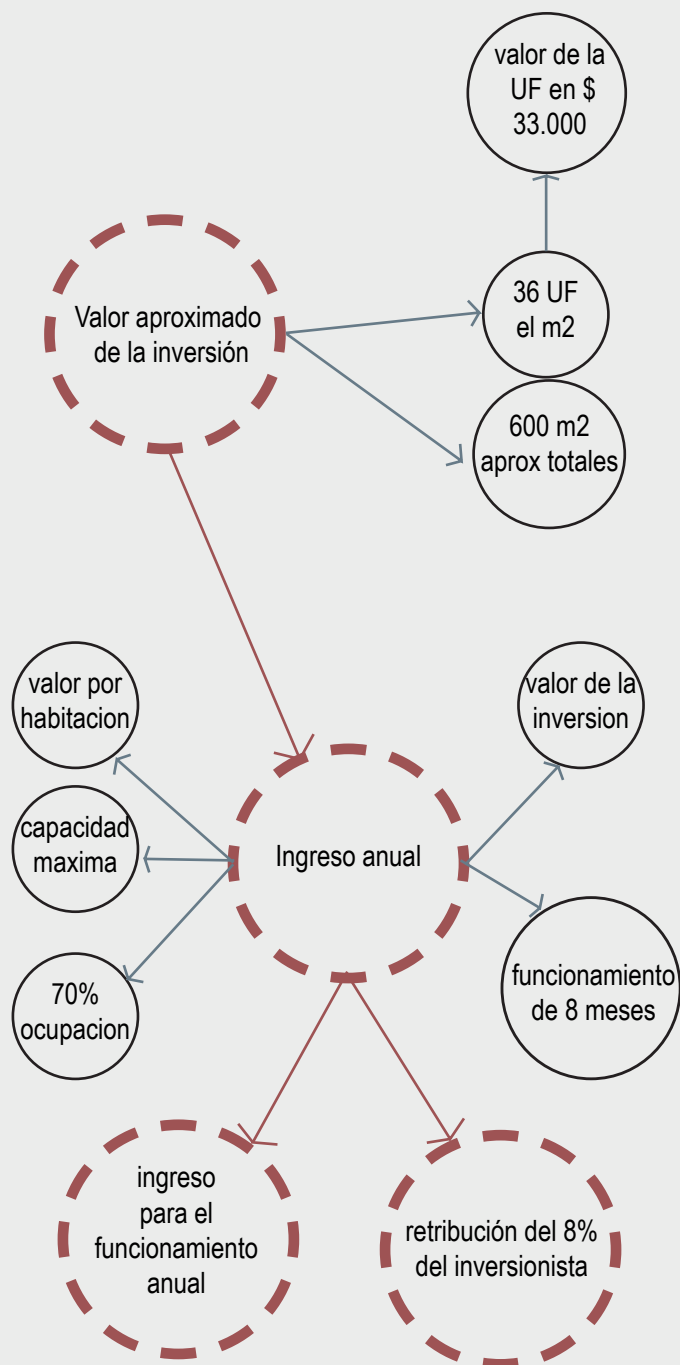 valor de la
UF en $
33.000
Valor aproximado
de la inversión
36 UF
el m2
600 m2
aprox totales
valor por
habitacion
valor de la
inversion
capacidad
maxima
Ingreso anual
70%
ocupacion
funcionamiento
de 8 meses
ingreso
para el
funcionamiento
anual
retribución del 8%
del inversionista